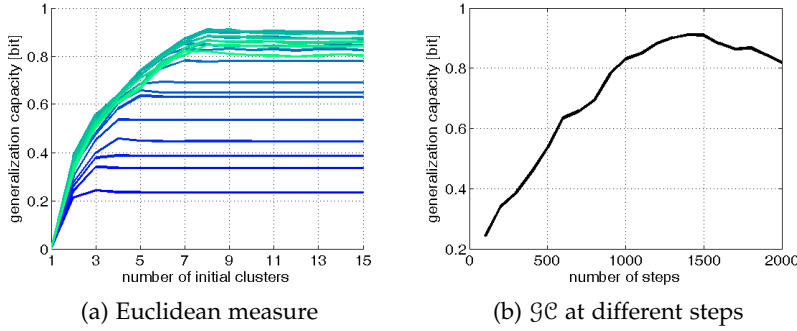 generalization capacity [bit]
1
0.8
0.6
0.4
0.2
0
1 3 5 7 9 11 13 15
number of initial clusters
(a) Euclidean measure
generalization capacity [bit]
1
0.8
0.6
0.4
0.2
0 500 1000 1500 2000
number of steps
(b) 𝒢𝒞 at different steps